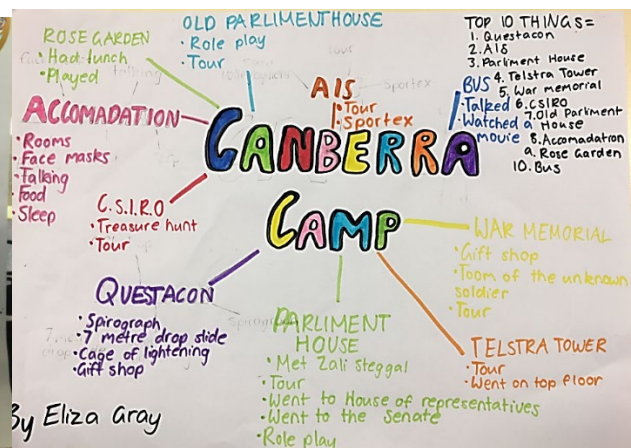 ROSE GARDEN
• Had lunch
• Played
OLD PARLIMENT HOUSE
• Role play
• Tour
AIS
• Tour
• Sportex
BUS
• Talked
• Watched a
movie
TOP 10 THINGS=
1. Questacon
2. AIS
3. Parliment House
4. Telstra Tower
5. War memorial
6. CSIRO
7. Old Parliment
House
8. Accomadation
9. Rose Garden
10. Bus
ACCOMADATION
• Rooms
• Face masks
• Talking
• Food
• Sleep
CANBERRA
CAMP
C.S.I.R.O
• Treasure hunt
• Tour
WAR MEMORIAL
• Gift shop
• Toom of the unknown
soldier
• Tour
QUESTACON
• Spirograph
• 7 metre drop slide
• Cage of lightening
• Gift shop
PARLIMENT
HOUSE
• Met Zali steggal
• Tour
• Went to House of representatives
• Went to the Senate
• Role play
TELSTRA TOWER
• Tour
• Went on top floor
By Eliza Gray